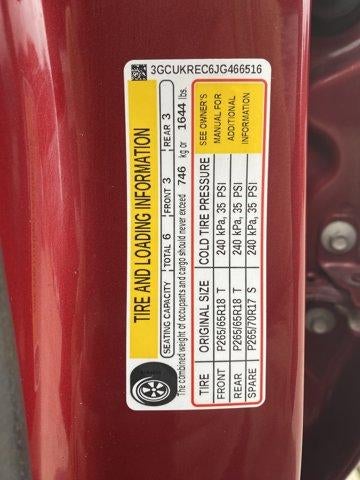 3GCUKREC6JG466516
TIRE AND LOADING INFORMATION
SEATING CAPACITY TOTAL 6 FRONT 3 REAR 3
The combined weight of occupants and cargo should never exceed 746 kg or 1644 lbs.
TIRE ORIGINAL SIZE COLD TIRE PRESSURE
FRONT P265/65R18 T 240 kPa, 35 PSI
REAR P265/65R18 T 240 kPa, 35 PSI
SPARE P265/70R17 S 240 kPa, 35 PSI
SEE OWNER'S
MANUAL FOR
ADDITIONAL
INFORMATION